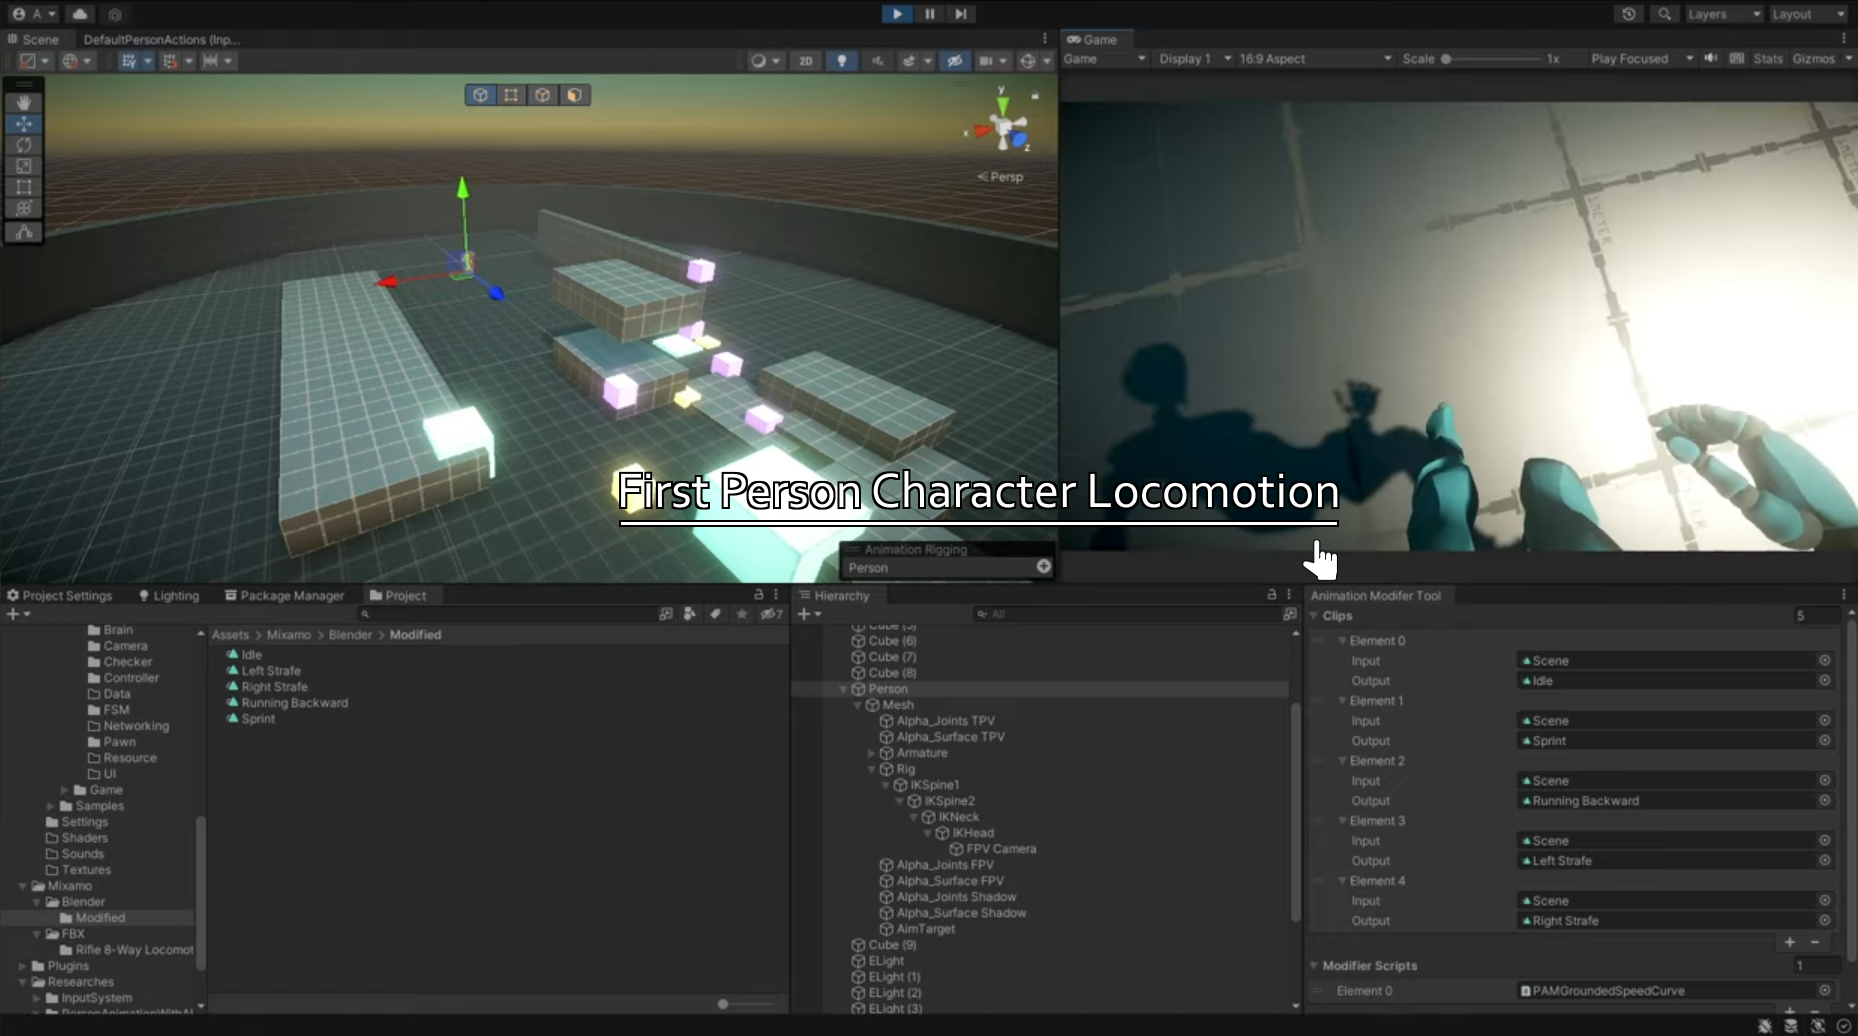 A
Layers
Layout
Scene
DefaultPersonActions (Inp...
Game
2D
Game
Display 1
16:9 Aspect
Scale
1x
Play Focused
Stats
Gizmos
y
x
z
Persp
METER
First Person Character Locomotion
Animation Rigging
Person
Project Settings
Lighting
Package Manager
Project
7
Brain
Camera
Checker
Controller
Data
FSM
Networking
Pawn
Resource
UI
Game
Samples
Settings
Shaders
Sounds
Textures
Mixamo
Blender
Modified
FBX
Rifle 8-Way Locomot
Plugins
Researches
InputSystem
Assets > Mixamo > Blender > Modified
Idle
Left Strafe
Right Strafe
Running Backward
Sprint
Hierarchy
All
Cube (5)
Cube (6)
Cube (7)
Cube (8)
Person
Mesh
Alpha_Joints TPV
Alpha_Surface TPV
Armature
Rig
IKSpine1
IKSpine2
IKNeck
IKHead
FPV Camera
Alpha_Joints FPV
Alpha_Surface FPV
Alpha_Joints Shadow
Alpha_Surface Shadow
AimTarget
Cube (9)
ELight
ELight (1)
ELight (2)
ELight (3)
Animation Modifer Tool
Clips
5
Element 0
Input
Scene
Output
Idle
Element 1
Input
Scene
Output
Sprint
Element 2
Input
Scene
Output
Running Backward
Element 3
Input
Scene
Output
Left Strafe
Element 4
Input
Scene
Output
Right Strafe
Modifier Scripts
1
Element 0
PAMGroundedSpeedCurve